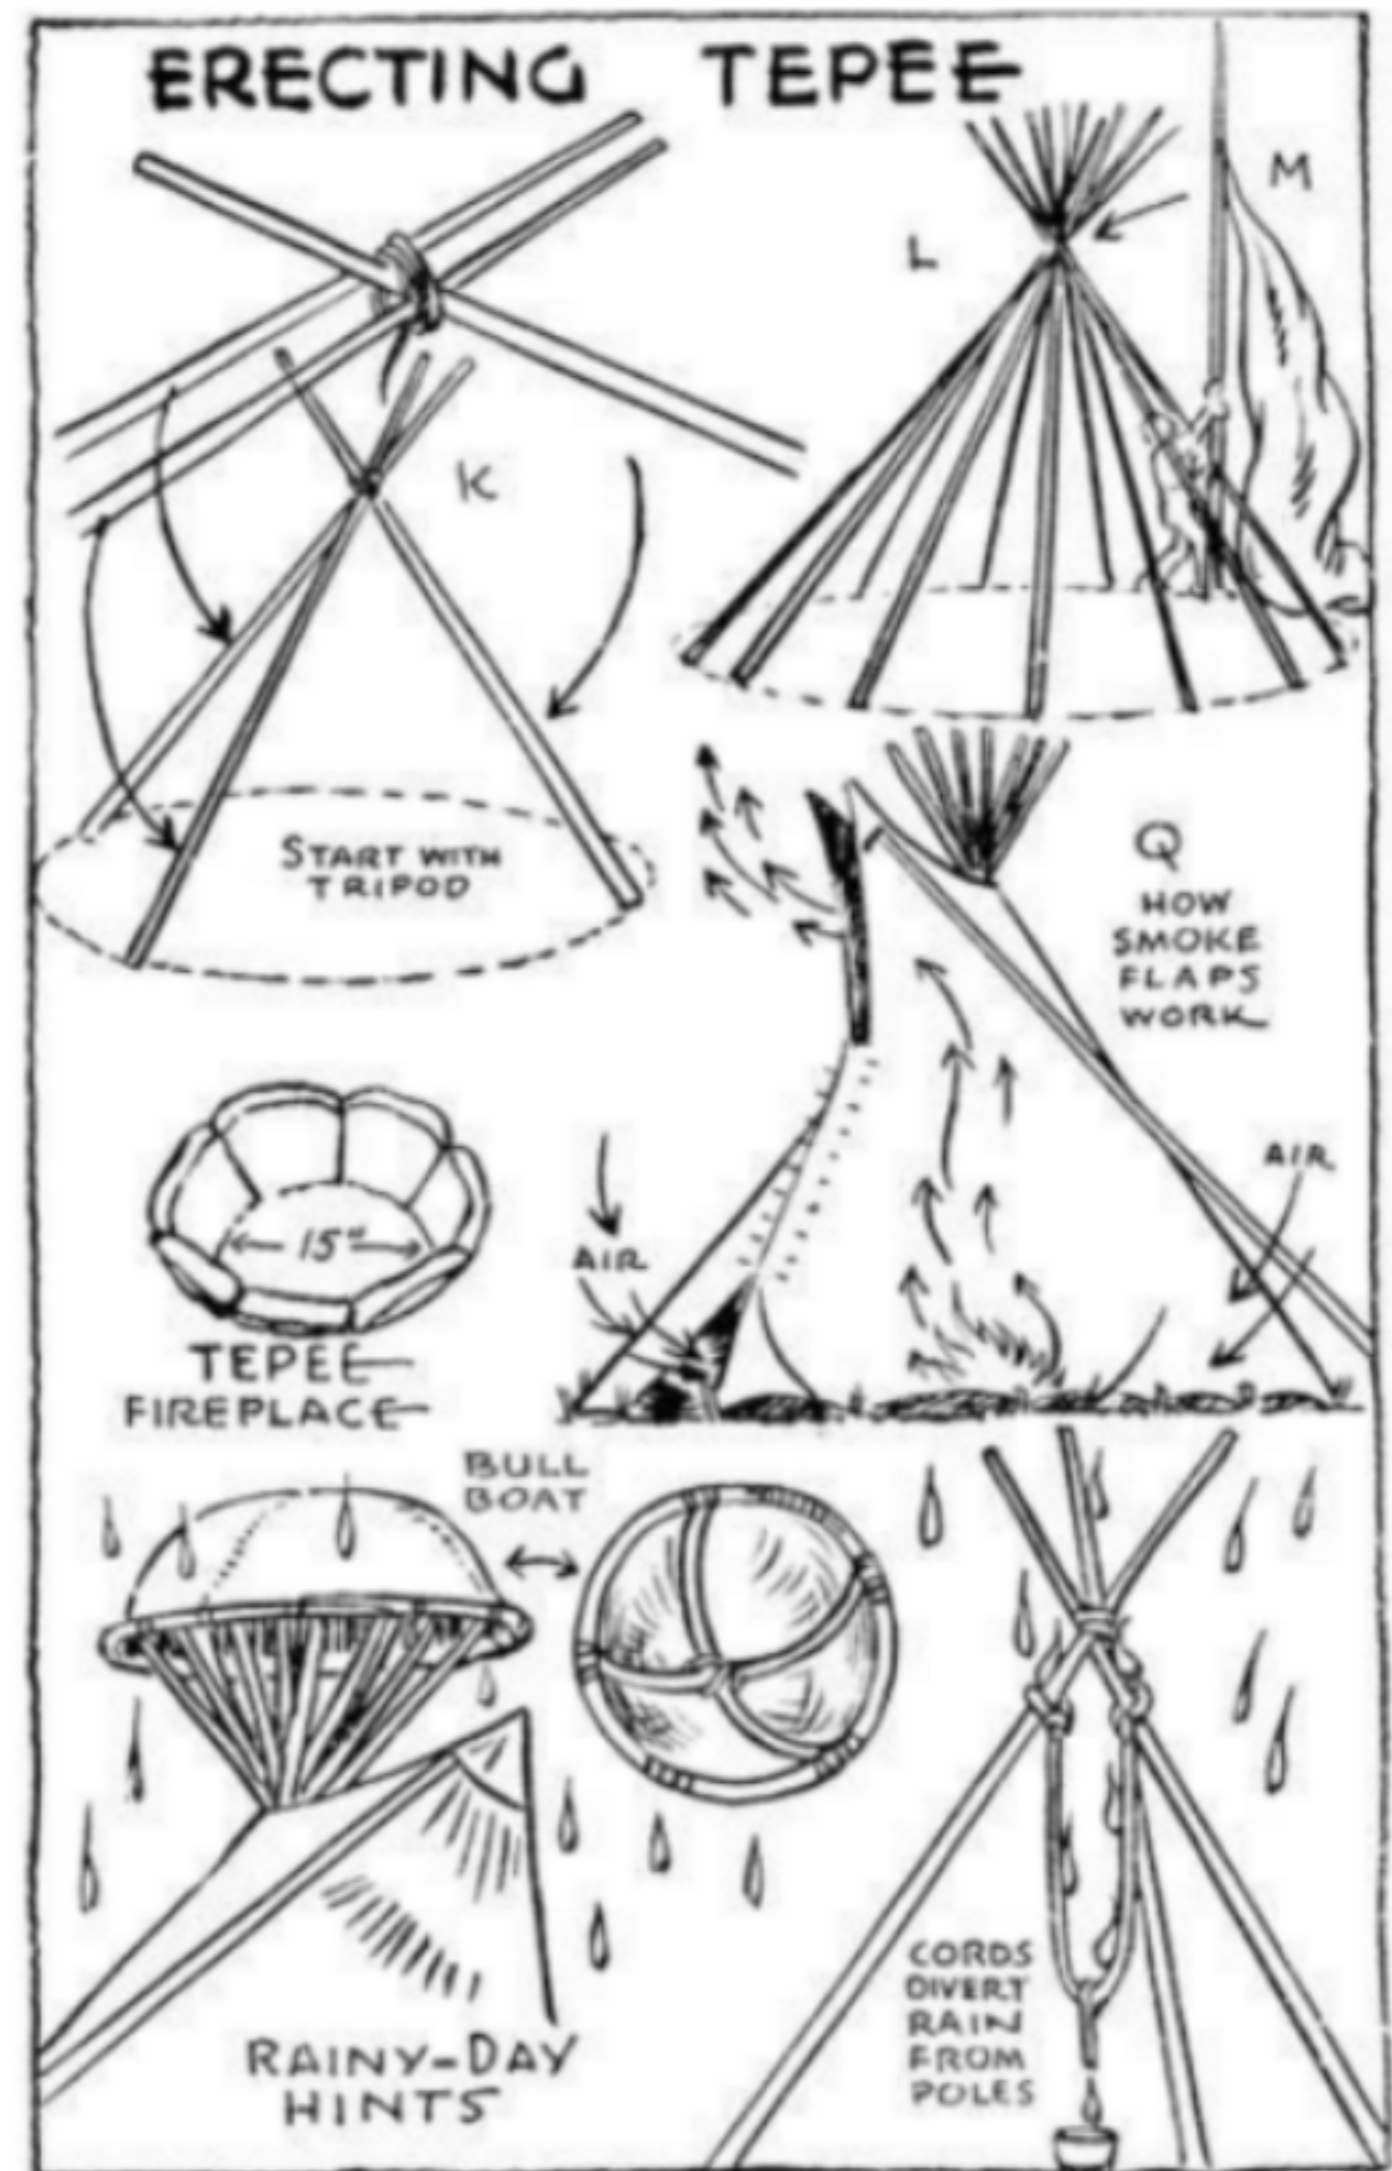 ERECTING TEPEE
M
L
K
START WITH
TRIPOD
Q
HOW
SMOKE
FLAPS
WORK
AIR
AIR
15"
TEPEE
FIREPLACE
BULL
BOAT
CORDS
DIVERT
RAIN
FROM
POLES
RAINY-DAY
HINTS